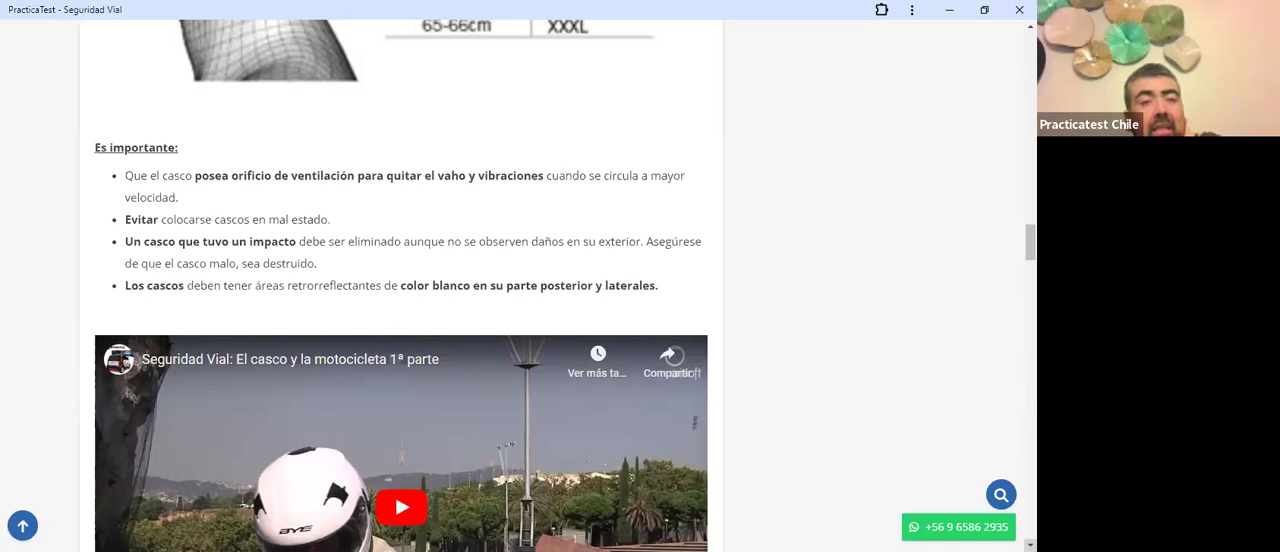 PracticaTest - Seguridad Vial
65-66cm XXXL
Practicatest Chile
Es importante:
Que el casco posea orificio de ventilación para quitar el vaho y vibraciones cuando se circula a mayor
velocidad.
Evitar colocarse cascos en mal estado.
Un casco que tuvo un impacto debe ser eliminado aunque no se observen daños en su exterior. Asegúrese
de que el casco malo, sea destruido.
Los cascos deben tener áreas retrorreflectantes de color blanco en su parte posterior y laterales.
Seguridad Vial: El casco y la motocicleta 1ª parte
Ver más ta...
Compartir
AYE
+56 9 6586 2935